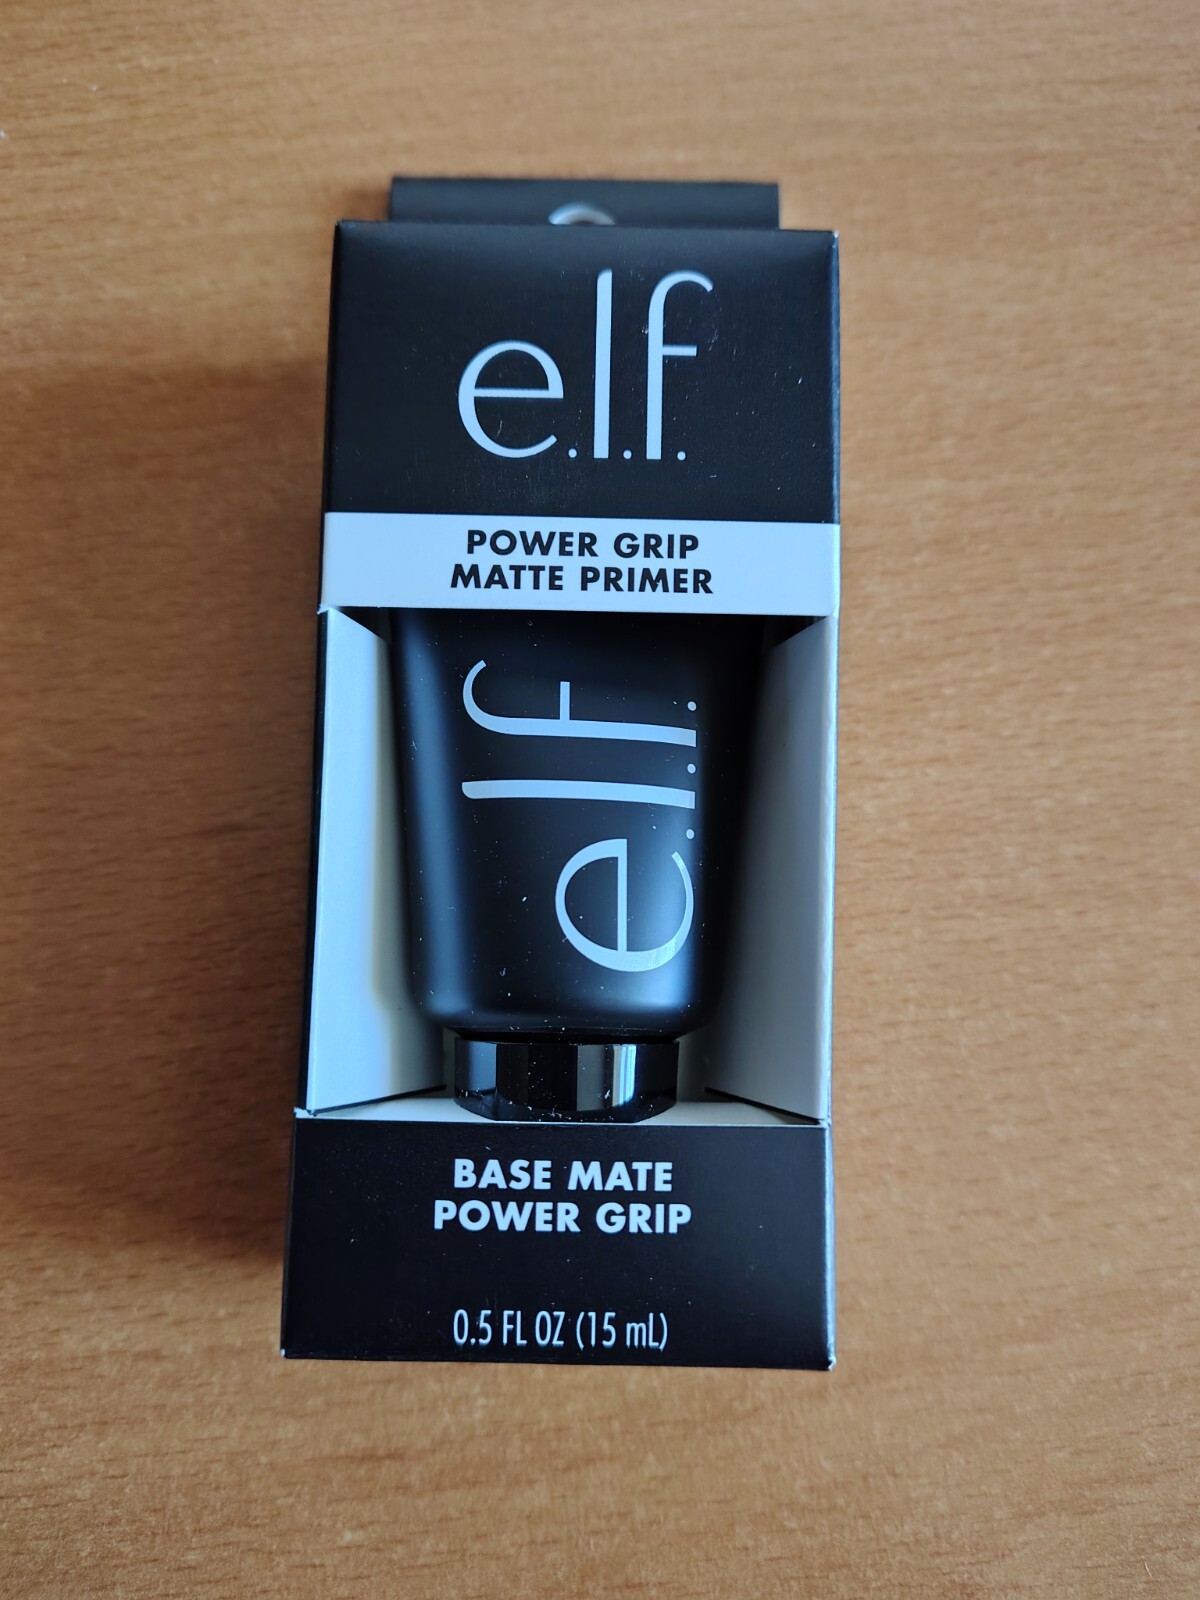 e.l.f.
POWER GRIP
MATTE PRIMER
e.l.f.
BASE MATE
POWER GRIP
0.5 FL OZ (15 mL)